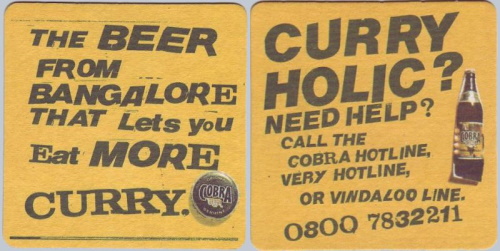 THE BEER
FROM
BANGALORE
THAT Lets you
Eat MORE
CURRY.
COBRA
CURRY
HOLIC?
NEED HELP?
CALL THE
COBRA HOTLINE,
VERY HOTLINE,
OR VINDALOO LINE.
0800 7832211
COBRA